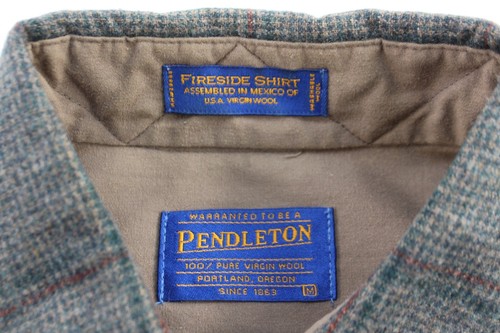 FIRESIDE SHIRT
ASSEMBLED IN MEXICO OF
U.S.A. VIRGIN WOOL
WARRANTED TO BE A
PENDLETON
100% PURE VIRGIN WOOL
PORTLAND, OREGON
SINCE 1863
M